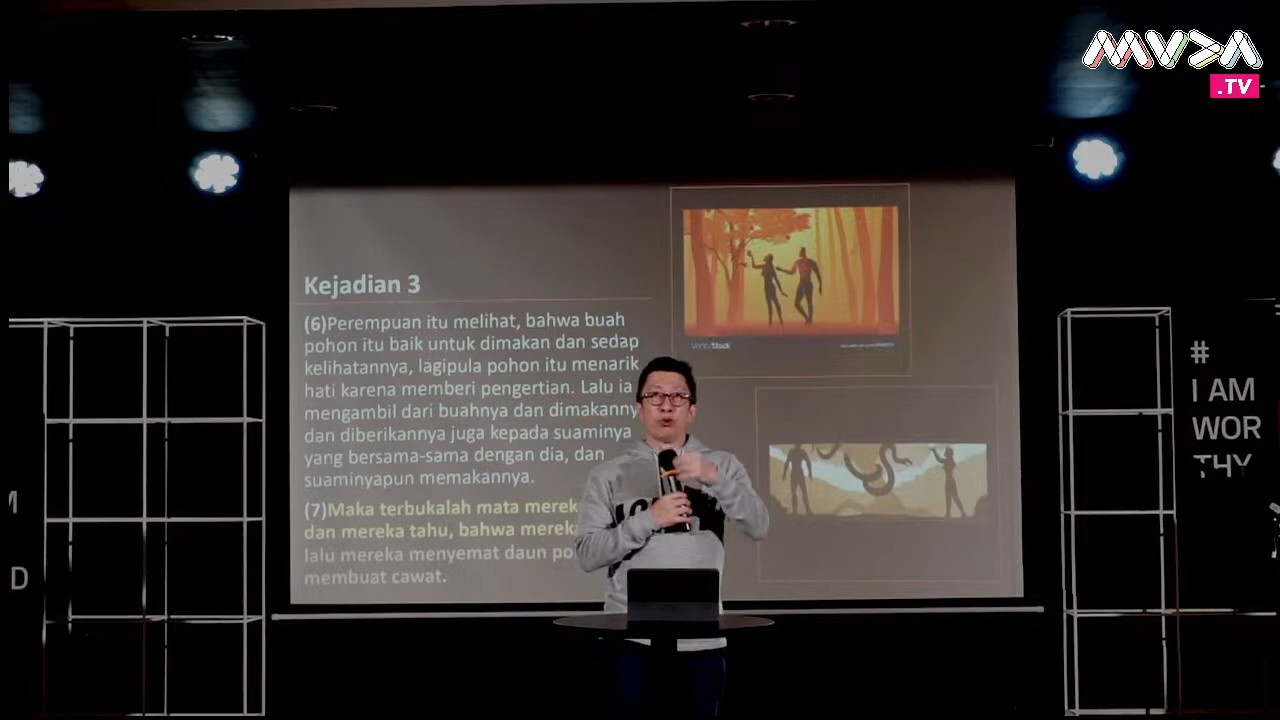 MVDA
.TV
Kejadian 3
(6)Perempuan itu melihat, bahwa buah
pohon itu baik untuk dimakan dan sedap
kelihatannya, lagipula pohon itu menarik
hati karena memberi pengertian. Lalu ia
mengambil dari buahnya dan dimakanny
dan diberikannya juga kepada suaminya
yang bersama-sama dengan dia, dan
suaminyapun memakannya.
(7)Maka terbukalah mata merek
dan mereka tahu, bahwa mereka
lalu mereka menyemat daun po
membuat cawat.
VectorStock
#
I AM
WOR
THY
M
D